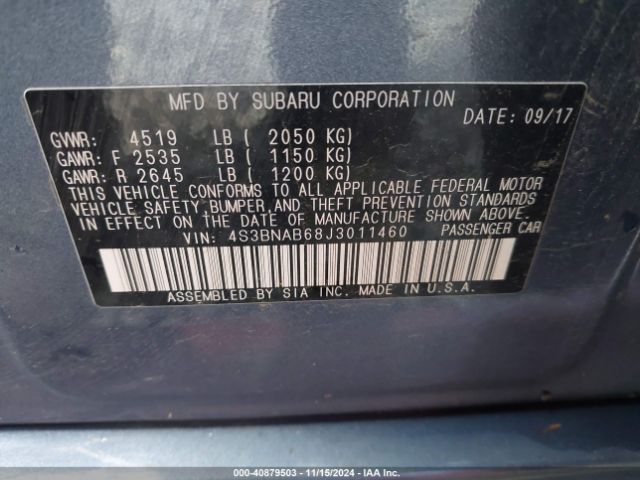 MFD BY SUBARU CORPORATION
DATE: 09/17
GVWR: 4519 LB ( 2050 KG)
GAWR: F 2535 LB ( 1150 KG)
GAWR: R 2645 LB ( 1200 KG)
THIS VEHICLE CONFORMS TO ALL APPLICABLE FEDERAL MOTOR
VEHICLE SAFETY BUMPER, AND THEFT PREVENTION STANDARDS
IN EFFECT ON THE DATE OF MANUFACTURE SHOWN ABOVE.
VIN: 4S3BNAB68J3011460 PASSENGER CAR
ASSEMBLED BY SIA INC. MADE IN U.S.A.
000-40879503 - 11/15/2024 - IAA Inc.